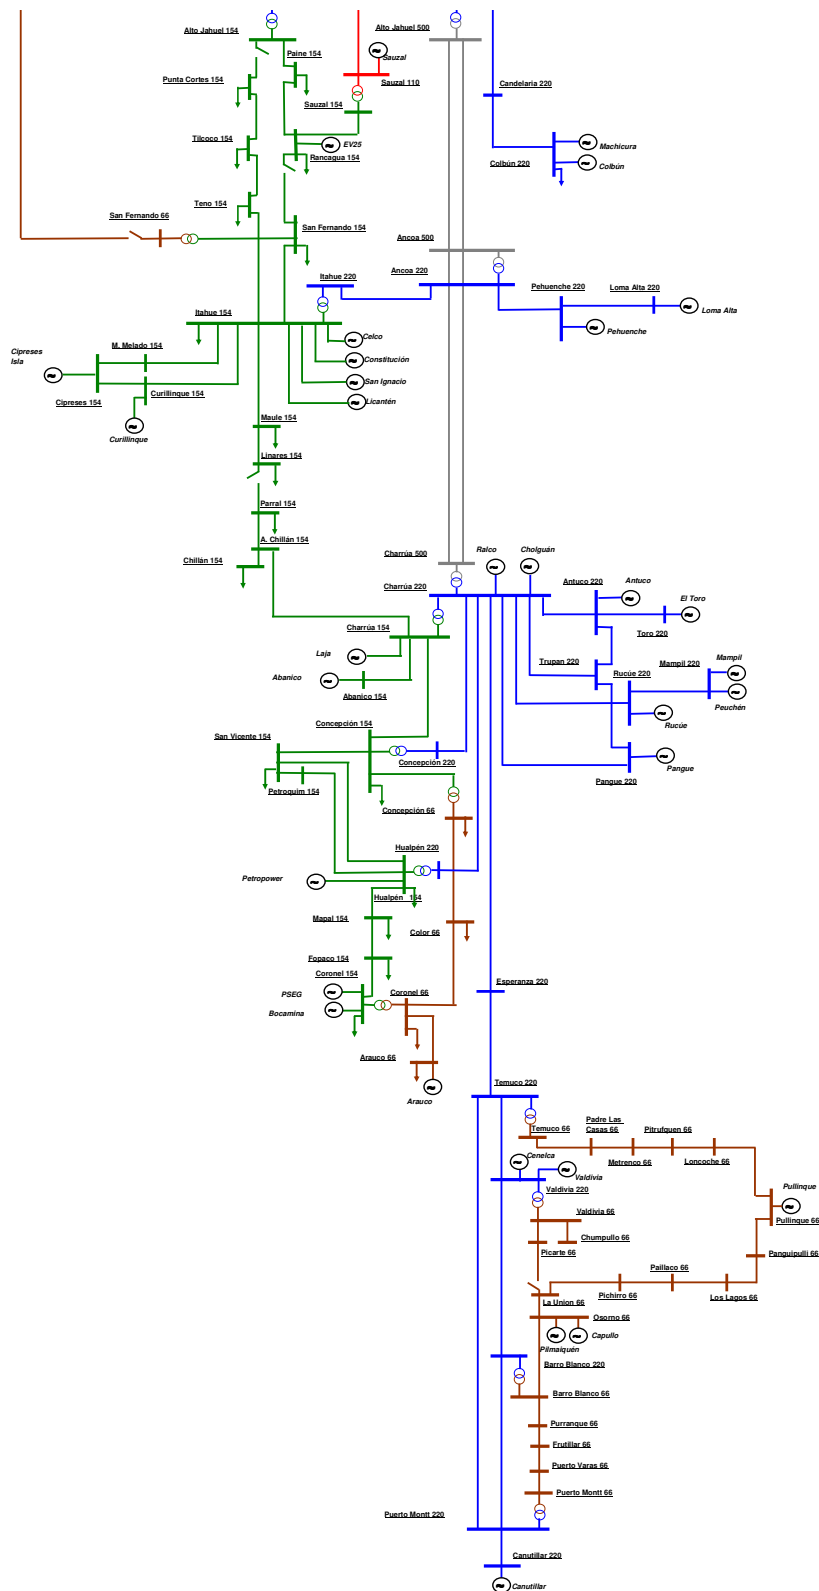 Alto Jahuel 154
Alto Jahuel 500
Paine 154
Sauzal
Punta Cortes 154
Sauzal 110
Candelaria 220
Sauzal 154
Tilcoco 154
EV25
Machicura
Rancagua 154
Colbún 220
Colbún
Teno 154
San Fernando 66
San Fernando 154
Ancoa 500
Itahue 220
Ancoa 220
Pehuenche 220
Loma Alta 220
Loma Alta
Itahue 154
Pehuenche
Celco
M. Melado 154
Cipreses
Isla
Constitución
San Ignacio
Curillinque 154
Cipreses 154
Licantén
Maule 154
Curillinque
Linares 154
Parral 154
A. Chillán 154
Chillán 154
Charrúa 500
Ralco
Cholguán
Charrúa 220
Antuco 220
Antuco
El Toro
Charrúa 154
Toro 220
Laja
Trupan 220
Mampil 220
Mampil
Rucúe 220
Abanico
Abanico 154
Peuchén
Concepción 154
Rucúe
San Vicente 154
Concepción 220
Pangue
Petroquim 154
Pangue 220
Concepción 66
Hualpén 220
Petropower
Hualpén 154
Mapal 154
Color 66
Fopaco 154
Coronel 154
Esperanza 220
PSEG
Coronel 66
Bocamina
Arauco 66
Temuco 220
Arauco
Temuco 66
Padre Las
Casas 66
Pitrufquen 66
Cenelca
Metrenco 66
Loncoche 66
Valdivia
Valdivia 220
Pullinque
Valdivia 66
Pullinque 66
Chumpullo 66
Picarte 66
Panguipulli 66
Paillaco 66
Pichirro 66
Los Lagos 66
La Union 66
Osorno 66
Capullo
Pilmaiquén
Barro Blanco 220
Barro Blanco 66
Purranque 66
Frutillar 66
Puerto Varas 66
Puerto Montt 66
Puerto Montt 220
Canutillar 220
Canutillar